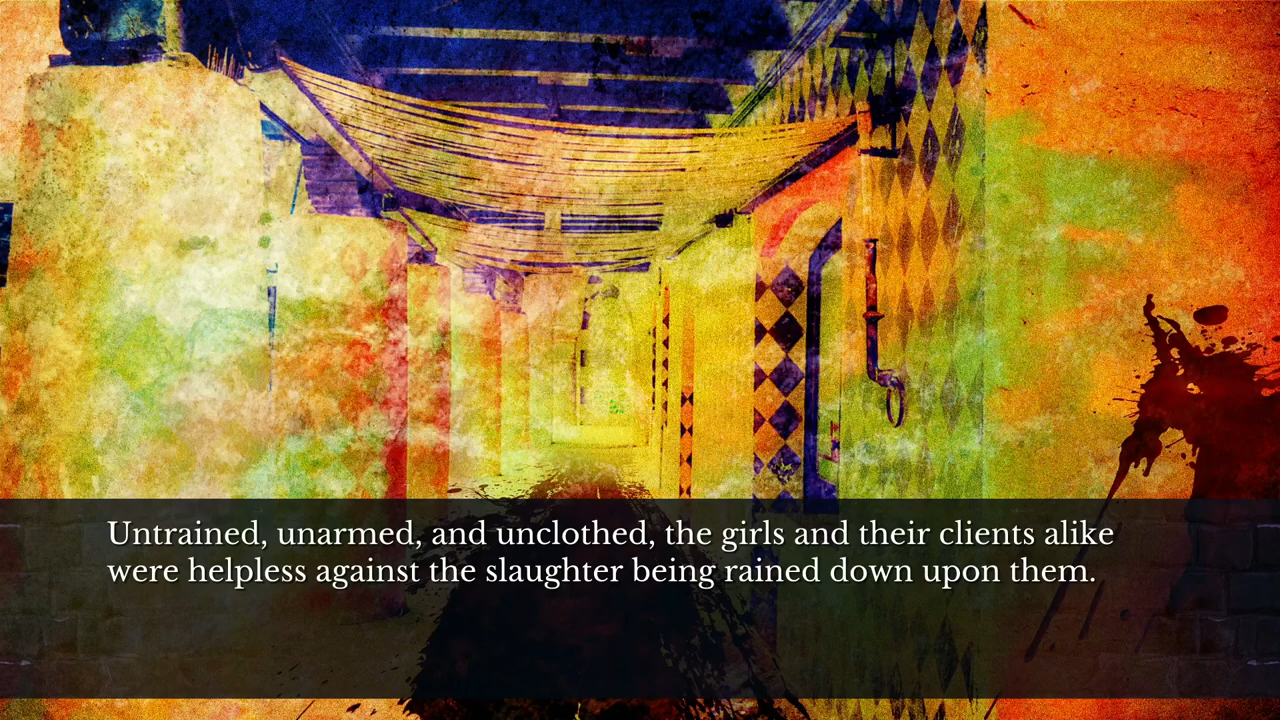 Untrained, unarmed, and unclothed, the girls and their clients alike
were helpless against the slaughter being rained down upon them.